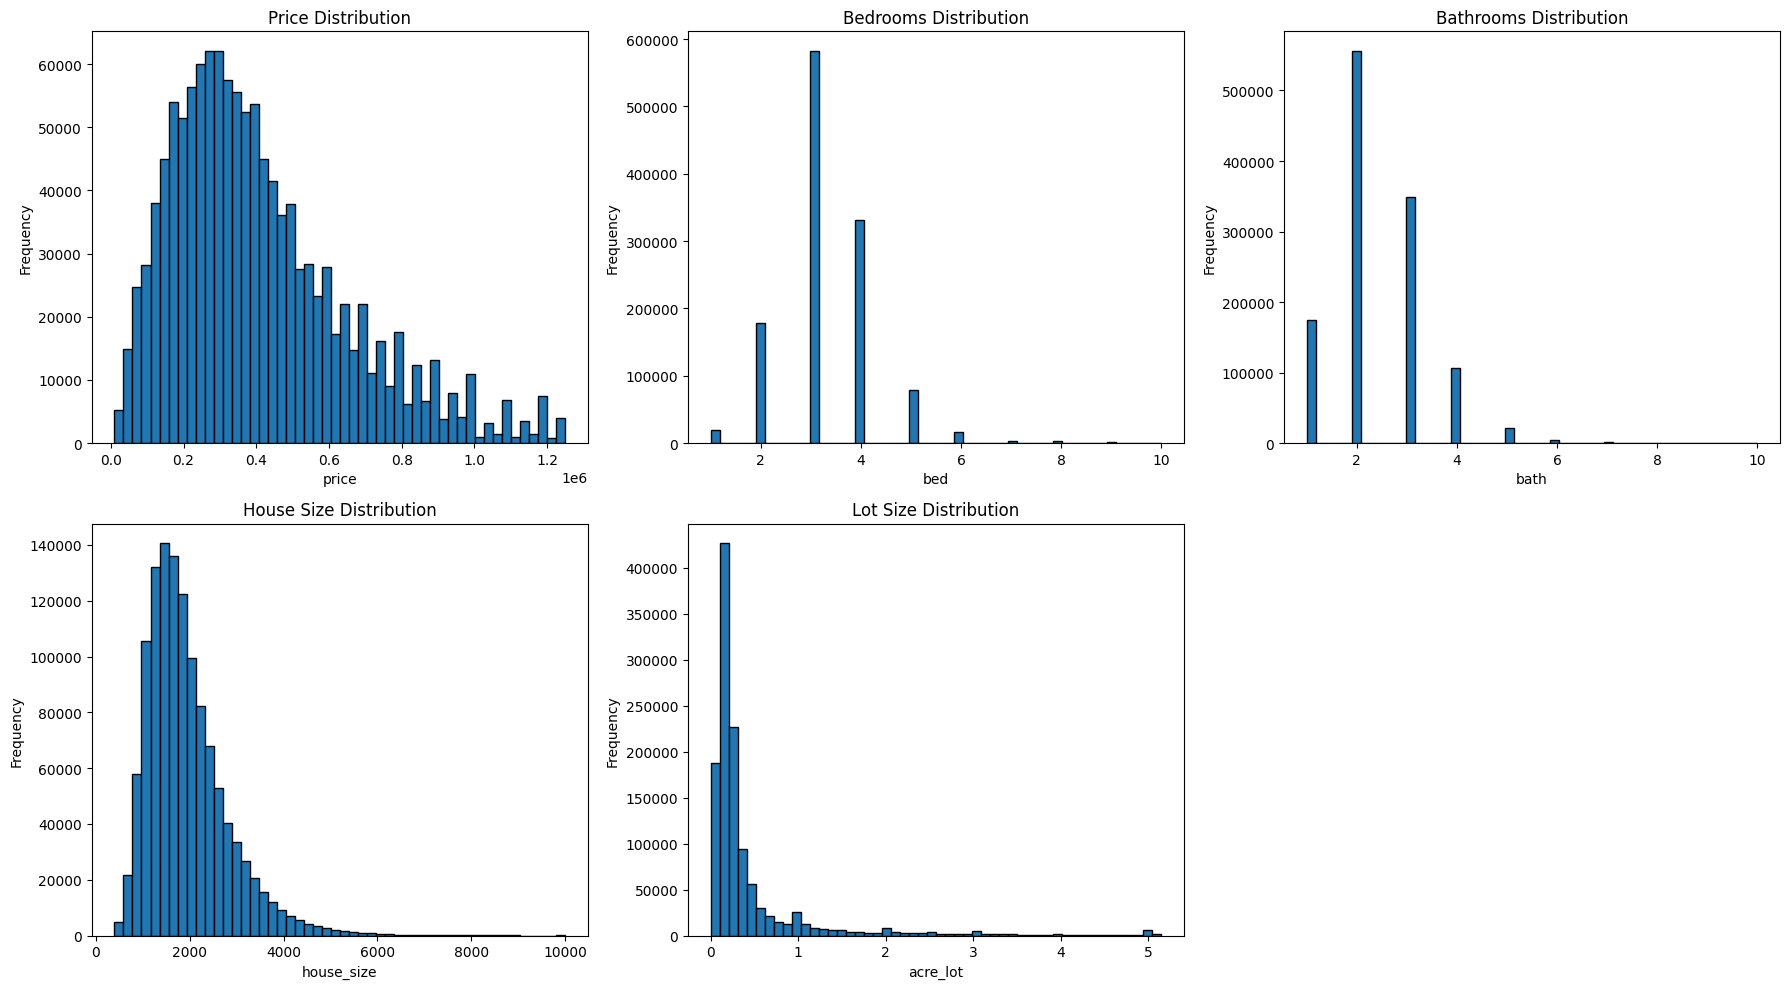 Price Distribution
60000
50000
40000
30000
20000
10000
0
Frequency
0.0 0.2 0.4 0.6 0.8 1.0 1.2
1e6
price
Bedrooms Distribution
600000
500000
400000
300000
200000
100000
0
Frequency
2 4 6 8 10
bed
Bathrooms Distribution
500000
400000
300000
200000
100000
0
Frequency
2 4 6 8 10
bath
House Size Distribution
140000
120000
100000
80000
60000
40000
20000
0
Frequency
0 2000 4000 6000 8000 10000
house_size
Lot Size Distribution
400000
350000
300000
250000
200000
150000
100000
50000
0
Frequency
0 1 2 3 4 5
acre_lot